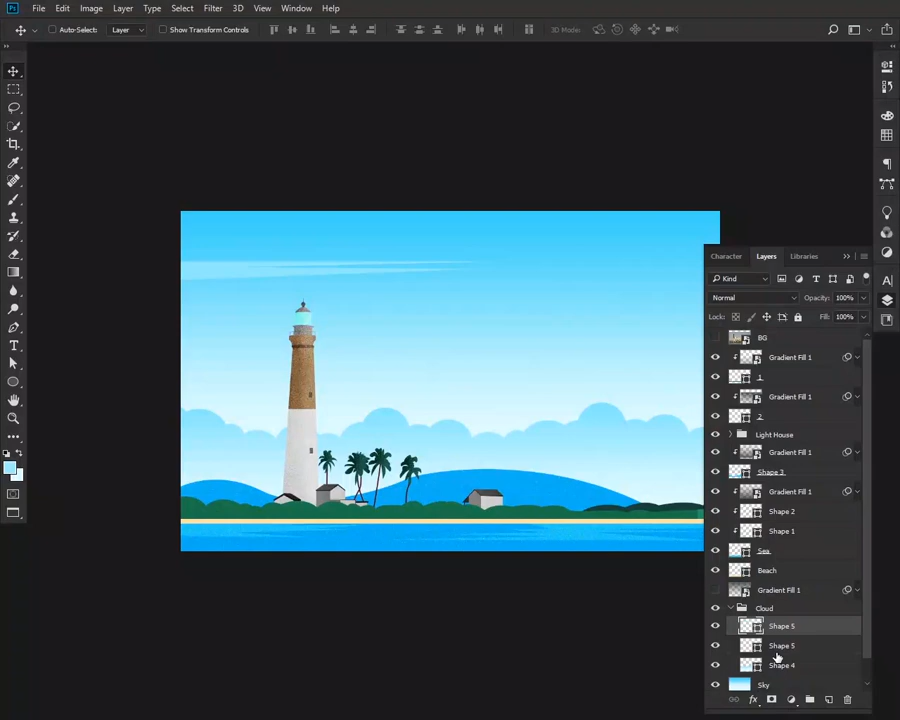 Ps File Edit Image Layer Type Select Filter 3D View Window Help
Auto-Select: Layer Show Transform Controls 3D Mode:
Character Layers Libraries
Kind
Normal Opacity: 100%
Lock: Fill: 100%
BG
Gradient Fill 1
1
Gradient Fill 1
2
Light House
Gradient Fill 1
Shape 3
Gradient Fill 1
Shape 2
Shape 1
Sea
Beach
Gradient Fill 1
Cloud
Shape 5
Shape 5
Shape 4
Sky
fx